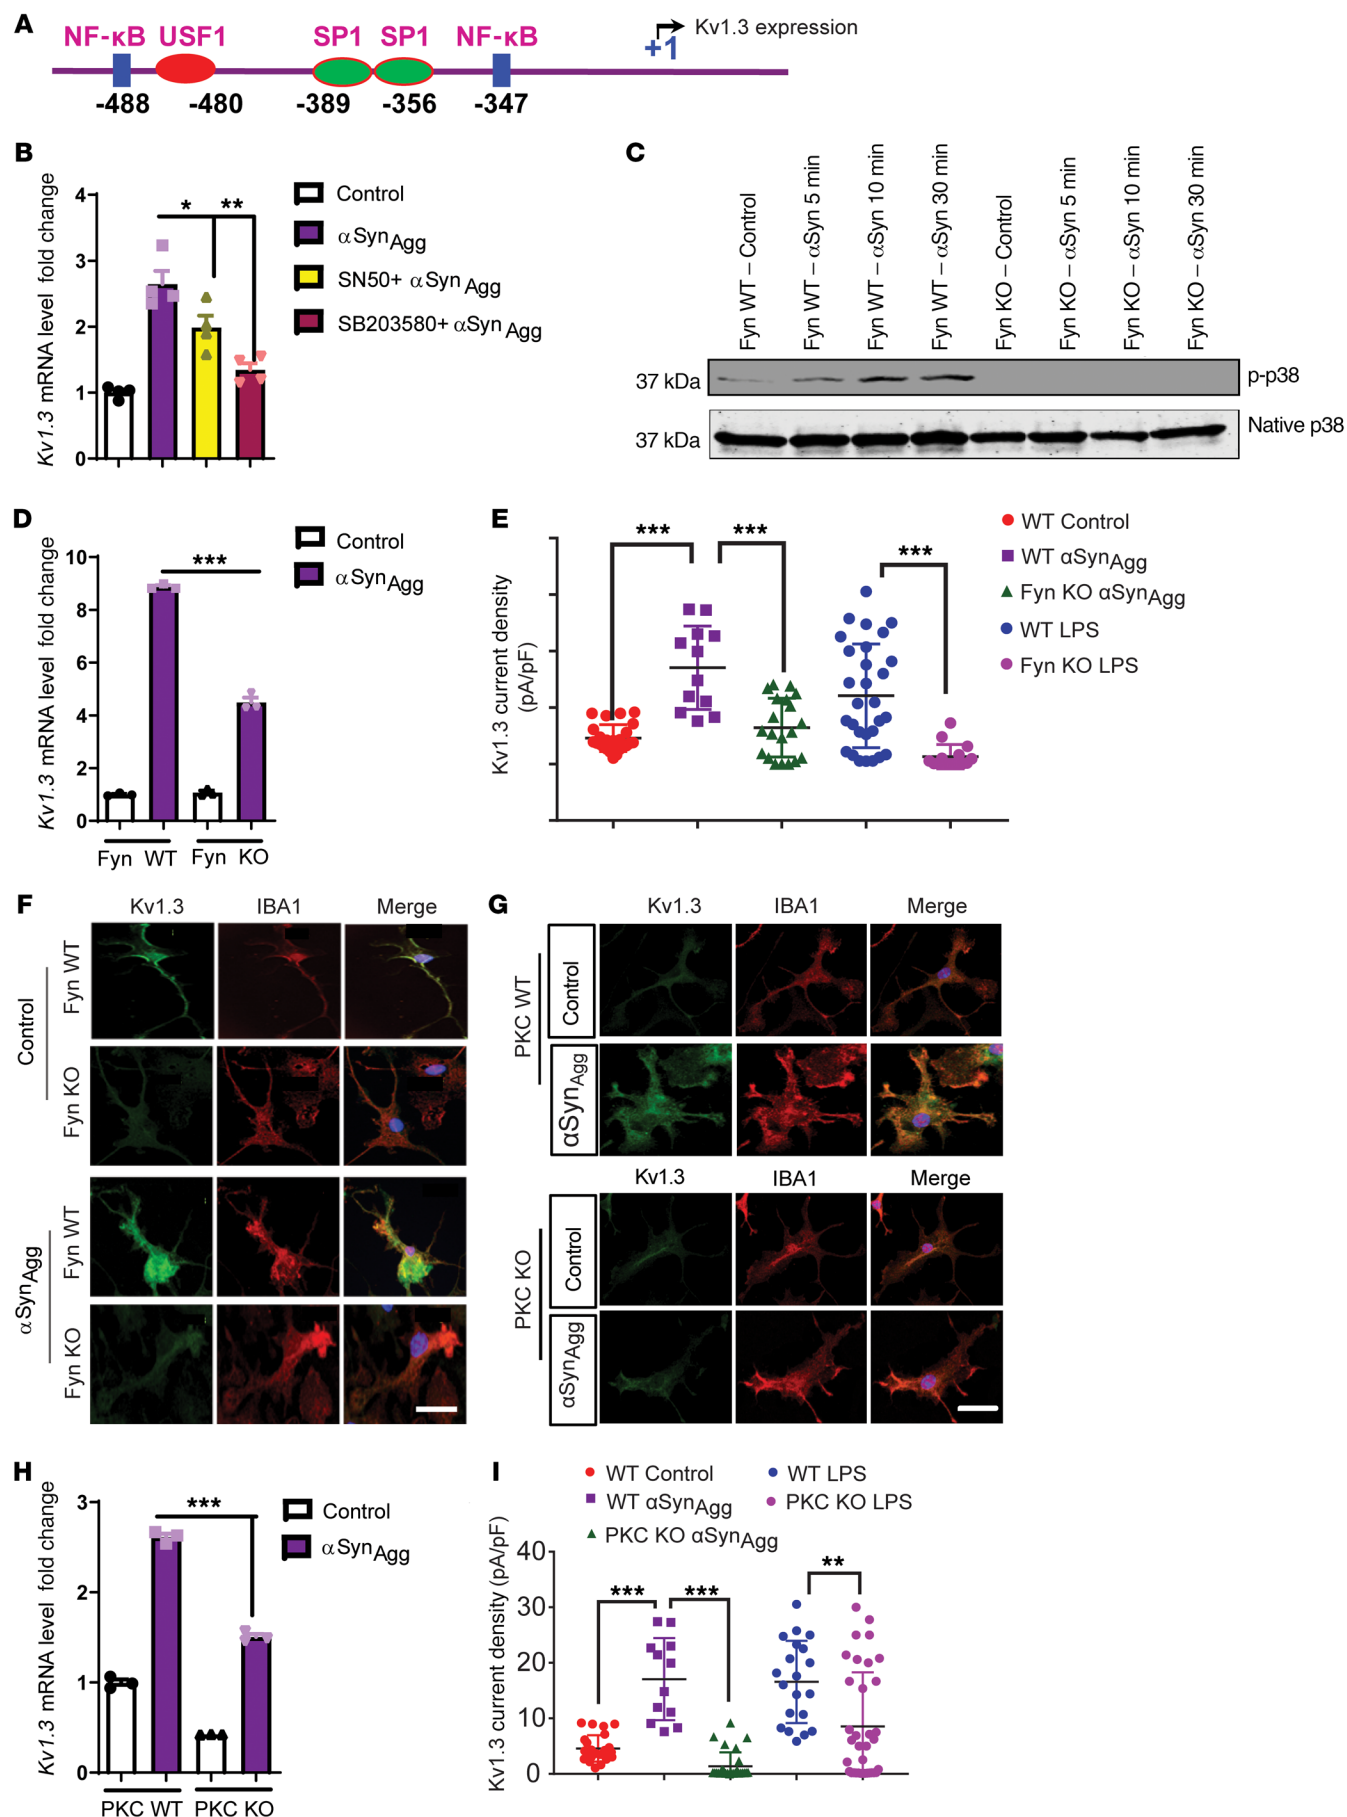 A
NF-κB USF1 SP1 SP1 NF-κB +1 Kv1.3 expression
-488 -480 -389 -356 -347
B
Kv1.3 mRNA level fold change
4
3
2
1
0
* **
Control
αSynAgg
SN50+ αSynAgg
SB203580+ αSynAgg
C
Fyn WT – Control
Fyn WT – αSyn 5 min
Fyn WT – αSyn 10 min
Fyn WT – αSyn 30 min
Fyn KO – Control
Fyn KO – αSyn 5 min
Fyn KO – αSyn 10 min
Fyn KO – αSyn 30 min
37 kDa p-p38
37 kDa Native p38
D
Kv1.3 mRNA level fold change
10
8
6
4
2
0
***
Control
αSynAgg
Fyn WT Fyn KO
E
Kv1.3 current density
(pA/pF)
*** *** ***
WT Control
WT αSynAgg
Fyn KO αSynAgg
WT LPS
Fyn KO LPS
F
Kv1.3 IBA1 Merge
Control
Fyn WT
Fyn KO
αSynAgg
Fyn WT
Fyn KO
G
Kv1.3 IBA1 Merge
PKC WT
Control
αSynAgg
Kv1.3 IBA1 Merge
PKC KO
Control
αSynAgg
H
Kv1.3 mRNA level fold change
3
2
1
0
***
Control
αSynAgg
PKC WT PKC KO
I
WT Control
WT αSynAgg
PKC KO αSynAgg
WT LPS
PKC KO LPS
Kv1.3 current density (pA/pF)
40
30
20
10
0
*** *** **